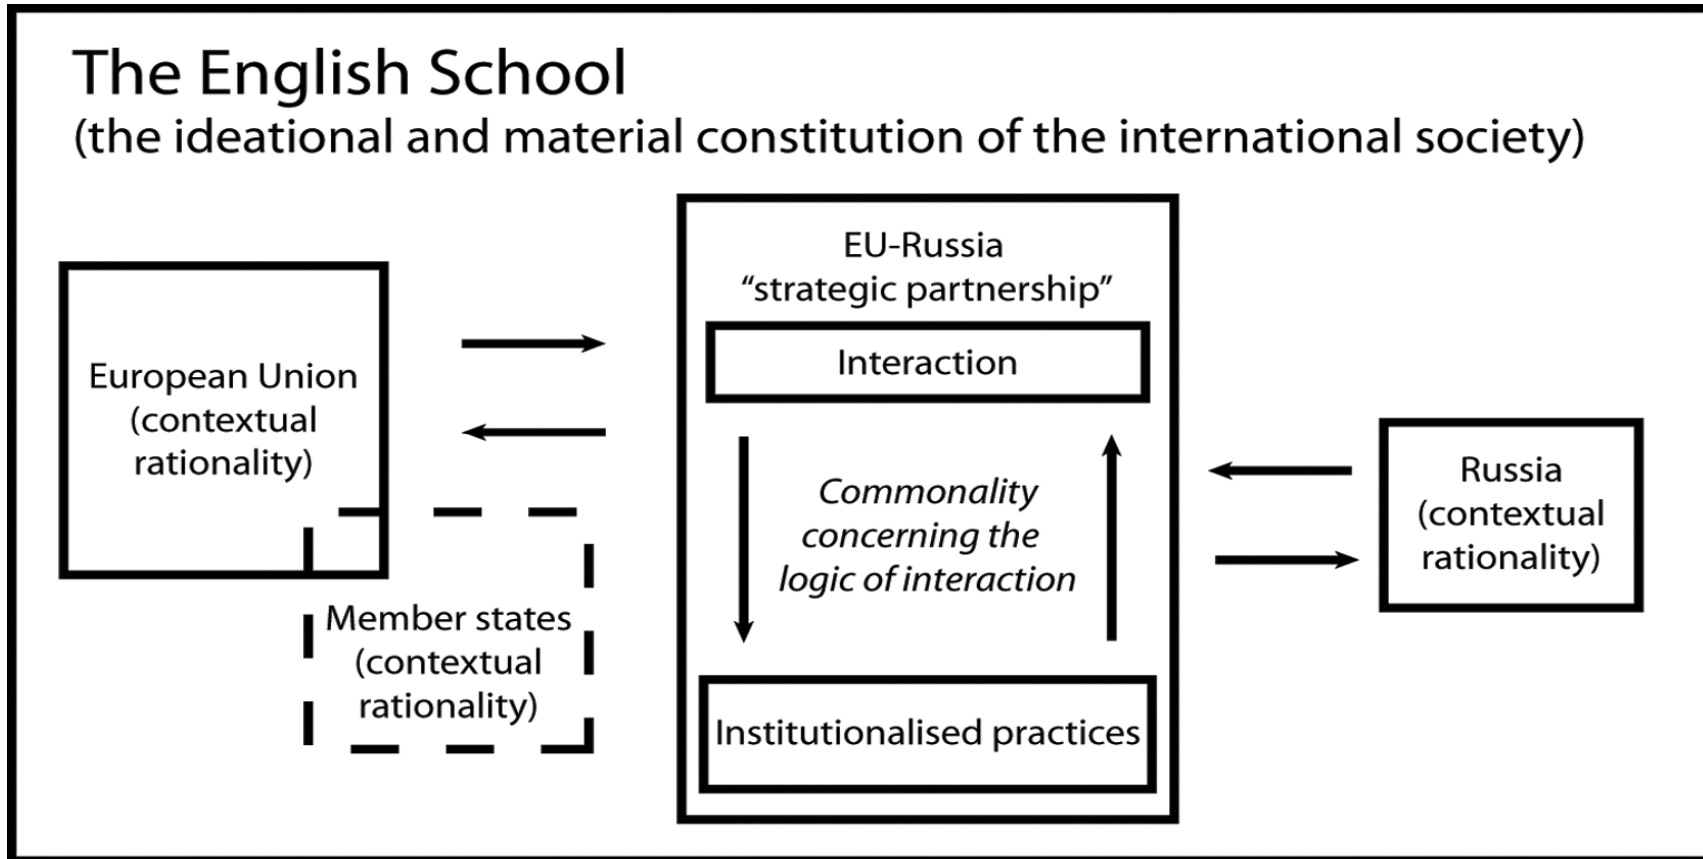 The English School
(the ideational and material constitution of the international society)
European Union
(contextual
rationality)
Member states
(contextual
rationality)
EU-Russia
“strategic partnership”
Interaction
Commonality
concerning the
logic of interaction
Institutionalised practices
Russia
(contextual
rationality)